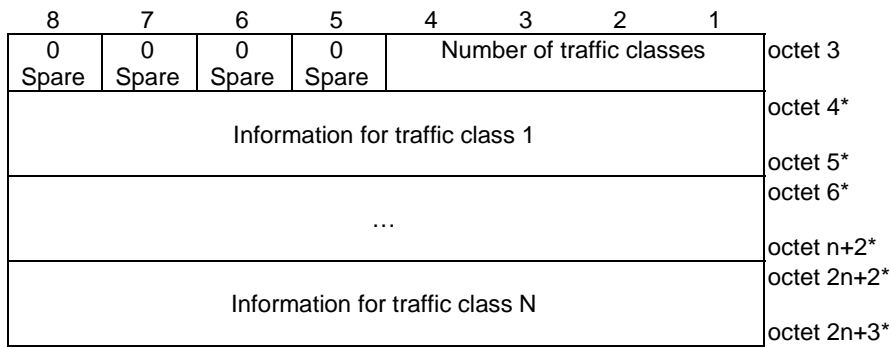 8 7 6 5 4 3 2 1
0 0 0 0 Number of traffic classes octet 3
Spare Spare Spare Spare
octet 4*
Information for traffic class 1
octet 5*
octet 6*
…
octet n+2*
octet 2n+2*
Information for traffic class N
octet 2n+3*